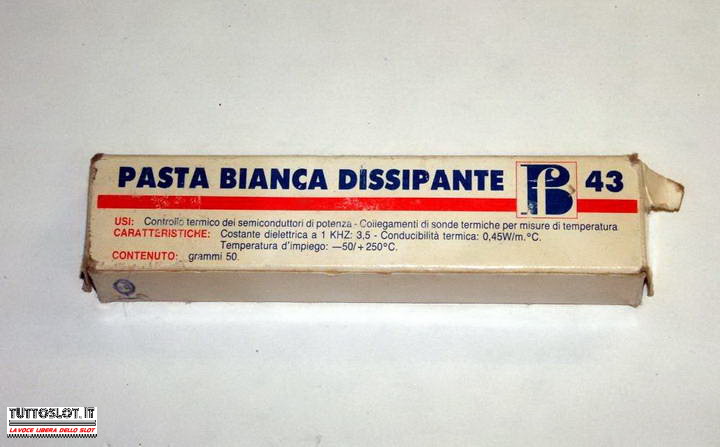 PASTA BIANCA DISSIPANTE fB 43
USI: Controllo termico dei semiconduttori di potenza - Collegamenti di sonde termiche per misure di temperatura
CARATTERISTICHE: Costante dielettrica a 1 KHZ: 3,5 - Conducibilità termica: 0,45W/m.°C.
Temperatura d'impiego: —50/+250°C.
CONTENUTO: grammi 50.
TUTTOSLOT.IT
LA VOCE LIBERA DELLO SLOT